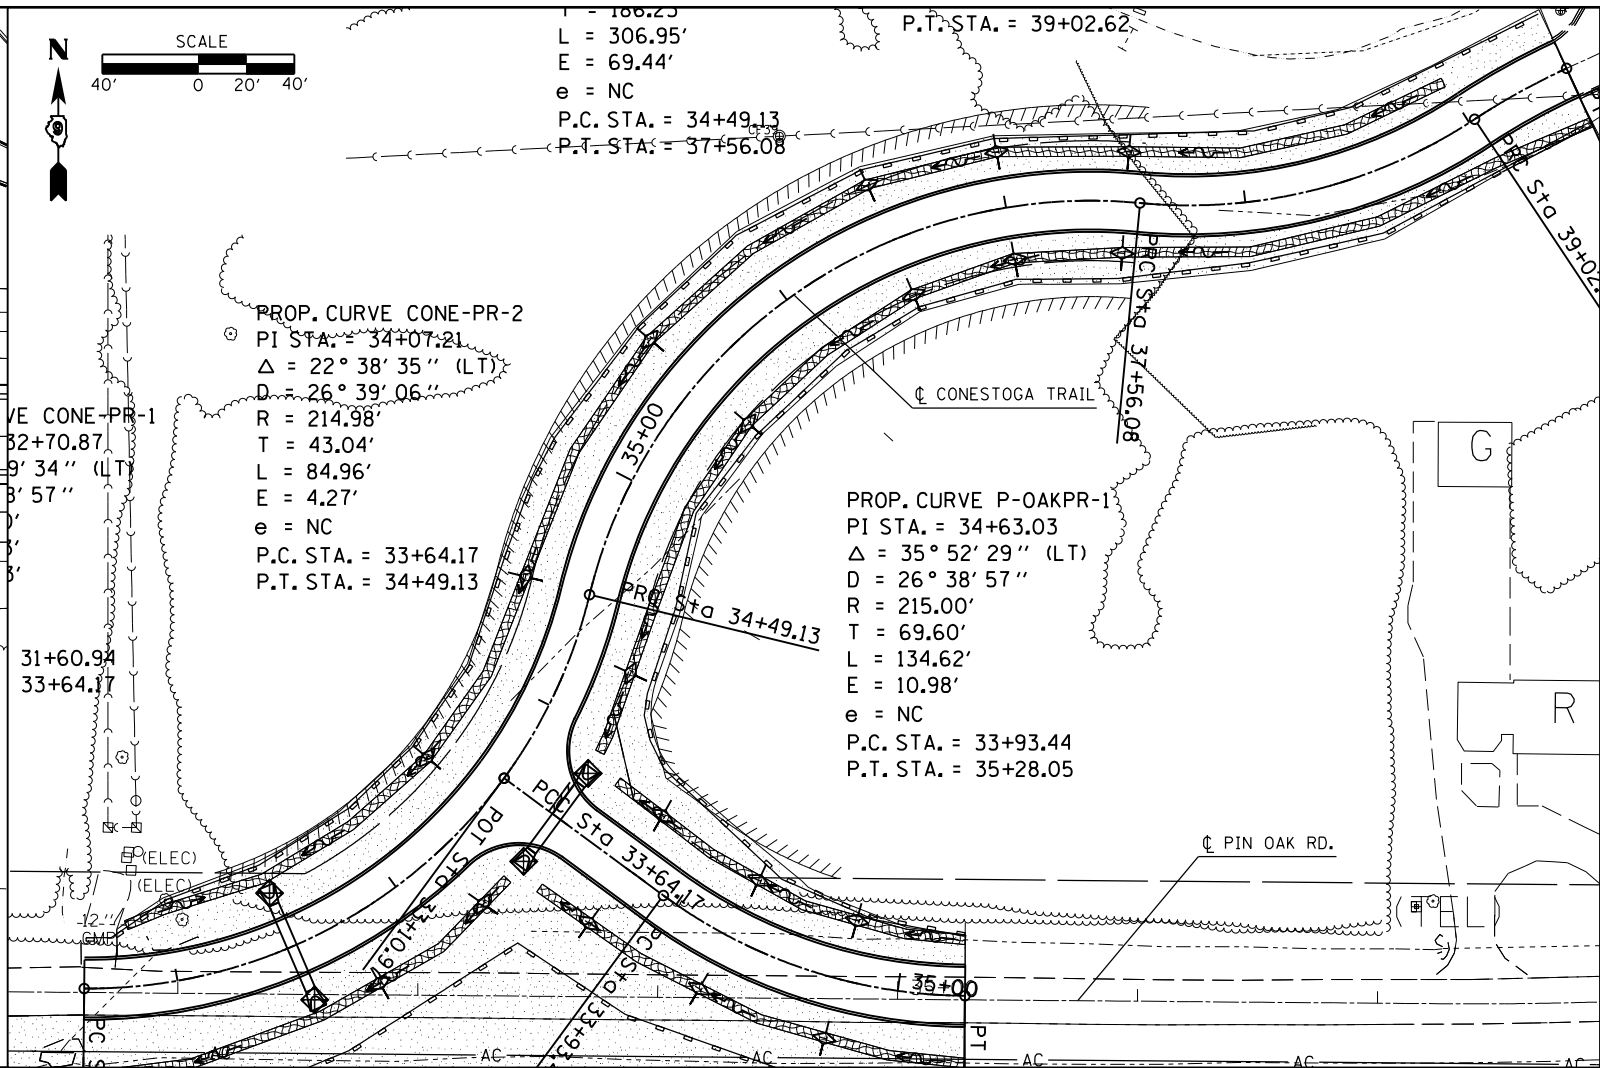 N
SCALE
40' 0 20' 40'
9
T = 186.25'
L = 306.95'
E = 69.44'
e = NC
P.C. STA. = 34+49.13
P.T. STA. = 37+56.08
P.T. STA. = 39+02.62
PROP. CURVE CONE-PR-2
PI STA. = 34+07.21
Δ = 22° 38' 35'' (LT)
D = 26° 39' 06''
R = 214.98'
T = 43.04'
L = 84.96'
E = 4.27'
e = NC
P.C. STA. = 33+64.17
P.T. STA. = 34+49.13
VE CONE-PR-1
32+70.87
9' 34'' (LT)
3' 57''
31+60.94
33+64.17
℄ CONESTOGA TRAIL
35+00
PRC Sta 34+49.13
PRC Sta 37+56.08
PRC Sta 39+02.
PROP. CURVE P-OAKPR-1
PI STA. = 34+63.03
Δ = 35° 52' 29'' (LT)
D = 26° 38' 57''
R = 215.00'
T = 69.60'
L = 134.62'
E = 10.98'
e = NC
P.C. STA. = 33+93.44
P.T. STA. = 35+28.05
G
R
PCC Sta 33+64.17
POT Sta 33+10.
PC Sta 33+93.
℄ PIN OAK RD.
(ELEC)
(ELEC)
12"
CMP
TEL
35+00
PC S
PT
AC
AC
AC
AC
AC